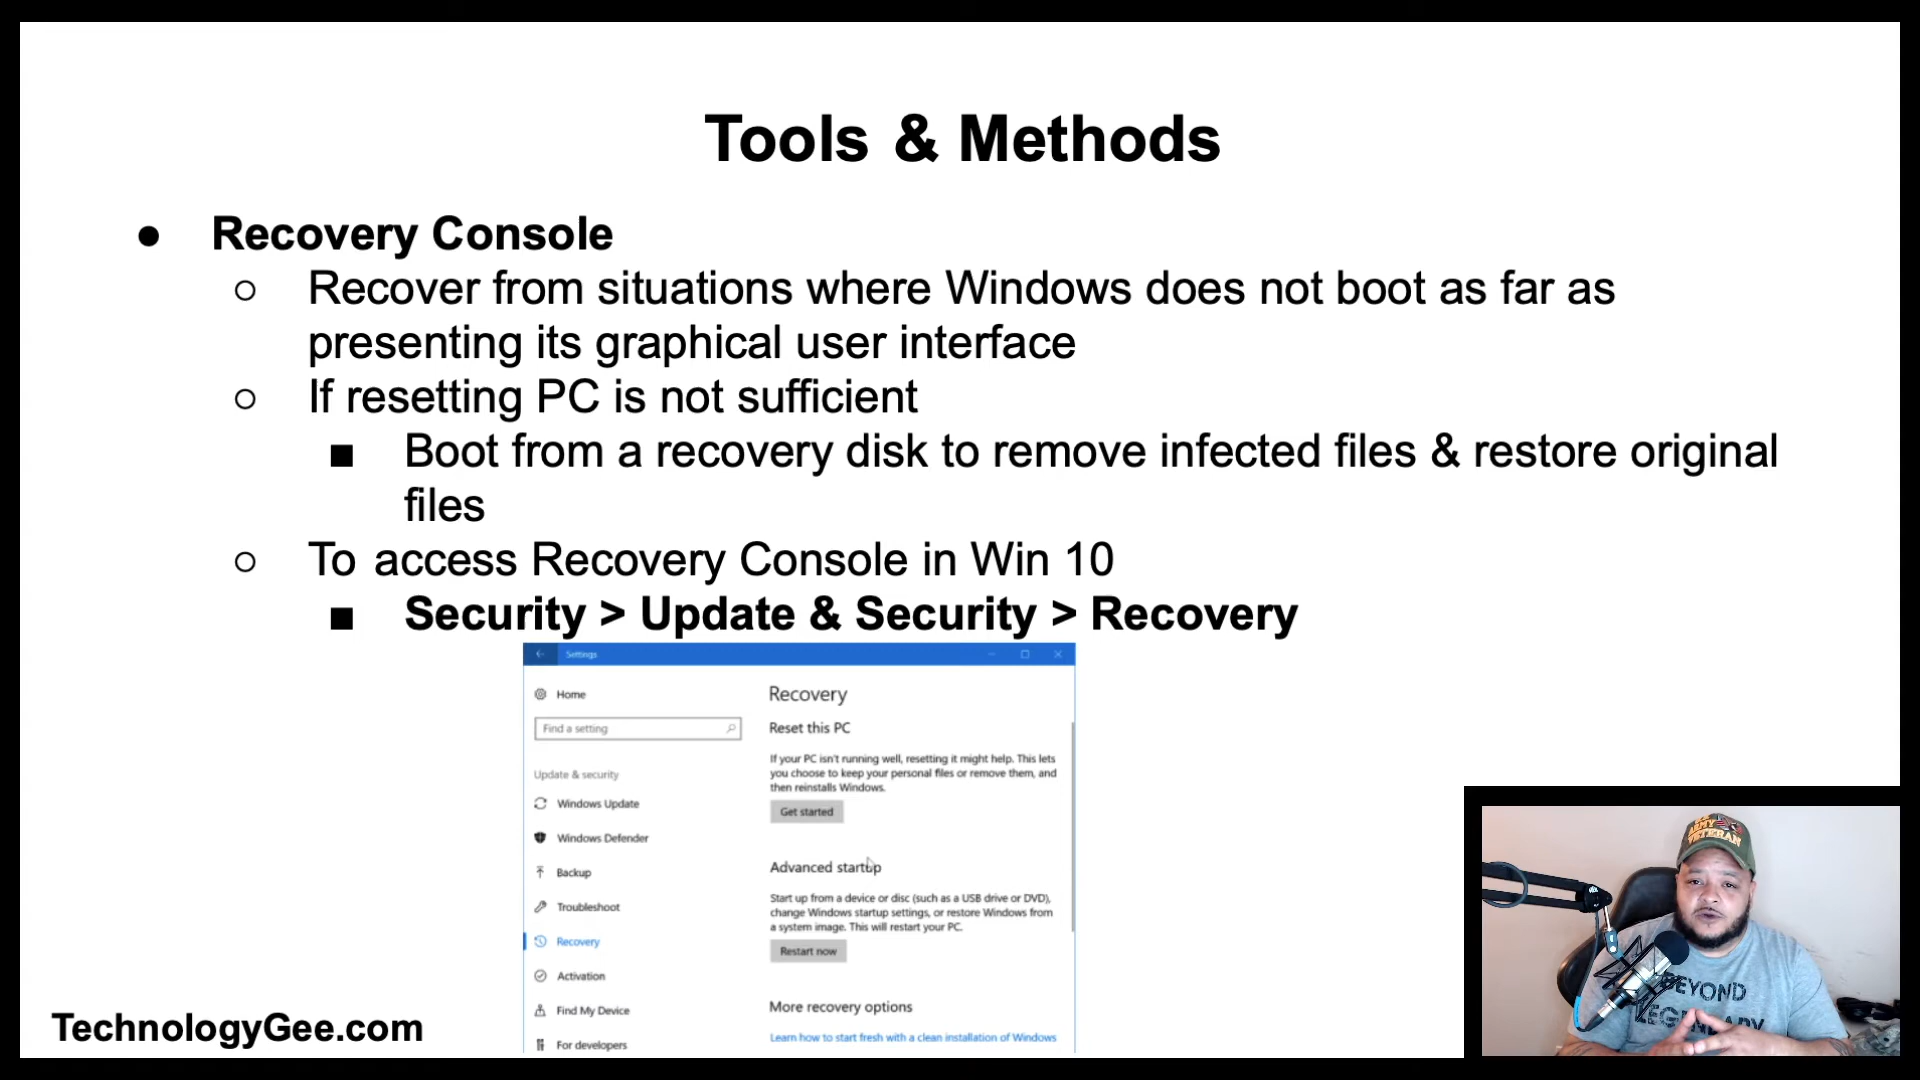 Tools & Methods
● Recovery Console
○ Recover from situations where Windows does not boot as far as
presenting its graphical user interface
○ If resetting PC is not sufficient
■ Boot from a recovery disk to remove infected files & restore original
files
○ To access Recovery Console in Win 10
■ Security > Update & Security > Recovery
Settings
Home
Find a setting
Update & security
Windows Update
Windows Defender
Backup
Troubleshoot
Recovery
Activation
Find My Device
For developers
Recovery
Reset this PC
If your PC isn't running well, resetting it might help. This lets
you choose to keep your personal files or remove them, and
then reinstalls Windows.
Get started
Advanced startup
Start up from a device or disc (such as a USB drive or DVD),
change Windows startup settings, or restore Windows from
a system image. This will restart your PC.
Restart now
More recovery options
Learn how to start fresh with a clean installation of Windows
TechnologyGee.com
ARMY
VETERAN
BEYOND
LEGENDARY